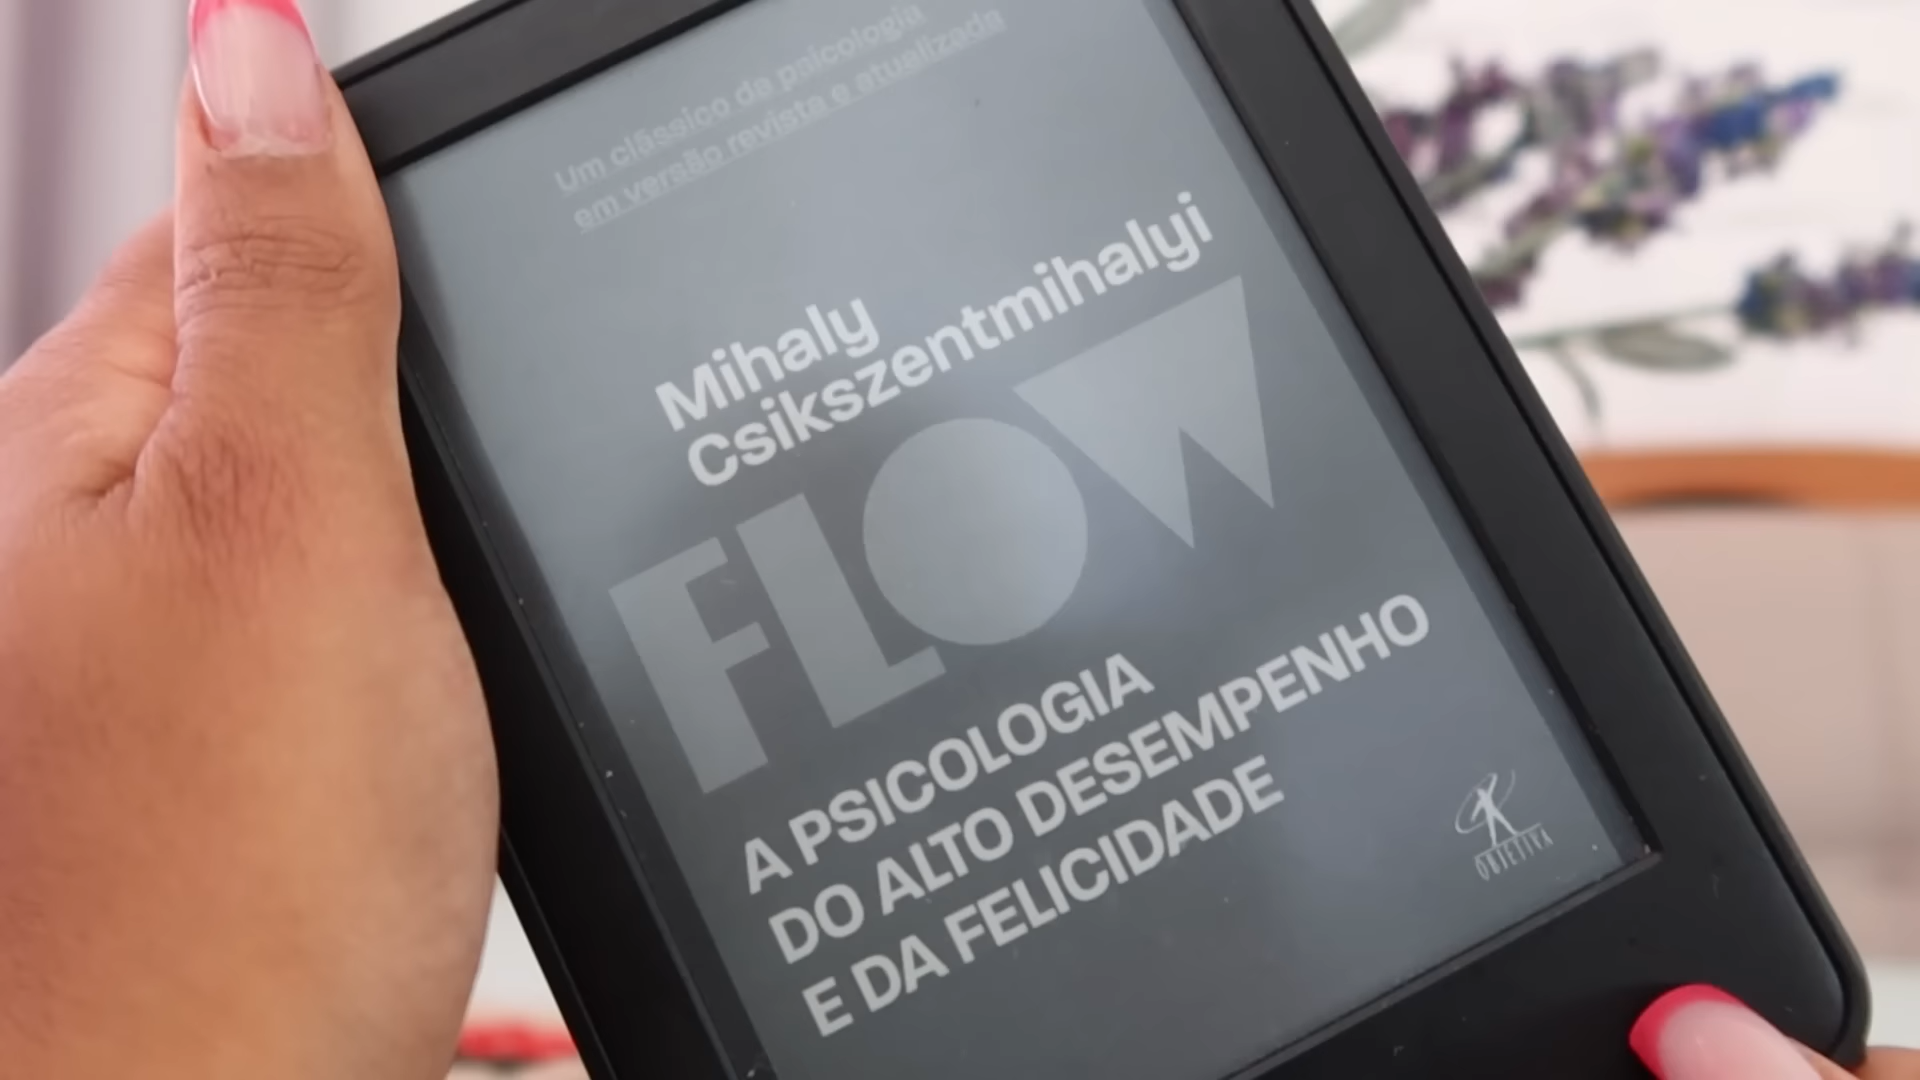 Um clássico da psicologia
em versão revista e atualizada
Mihaly
Csikszentmihalyi
FLOW
A PSICOLOGIA
DO ALTO DESEMPENHO
E DA FELICIDADE
OBJETIVA